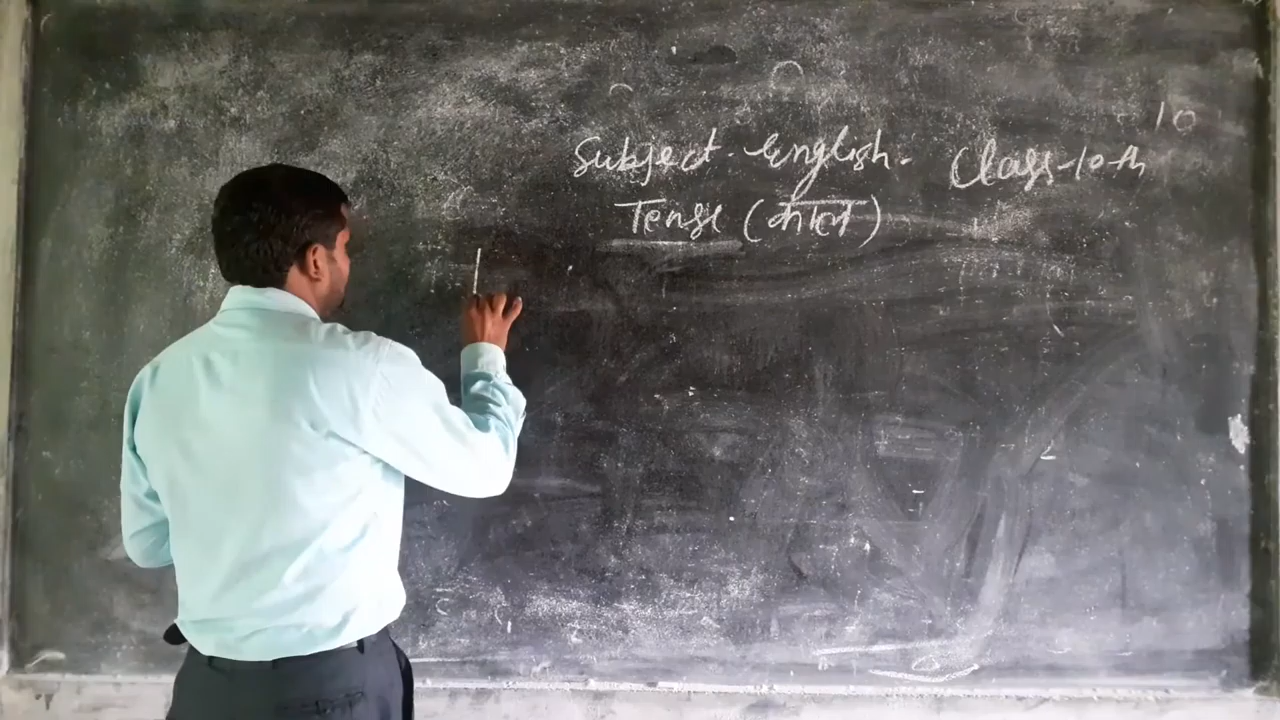 10
Subject. English. Class-10th
Tense (काल)